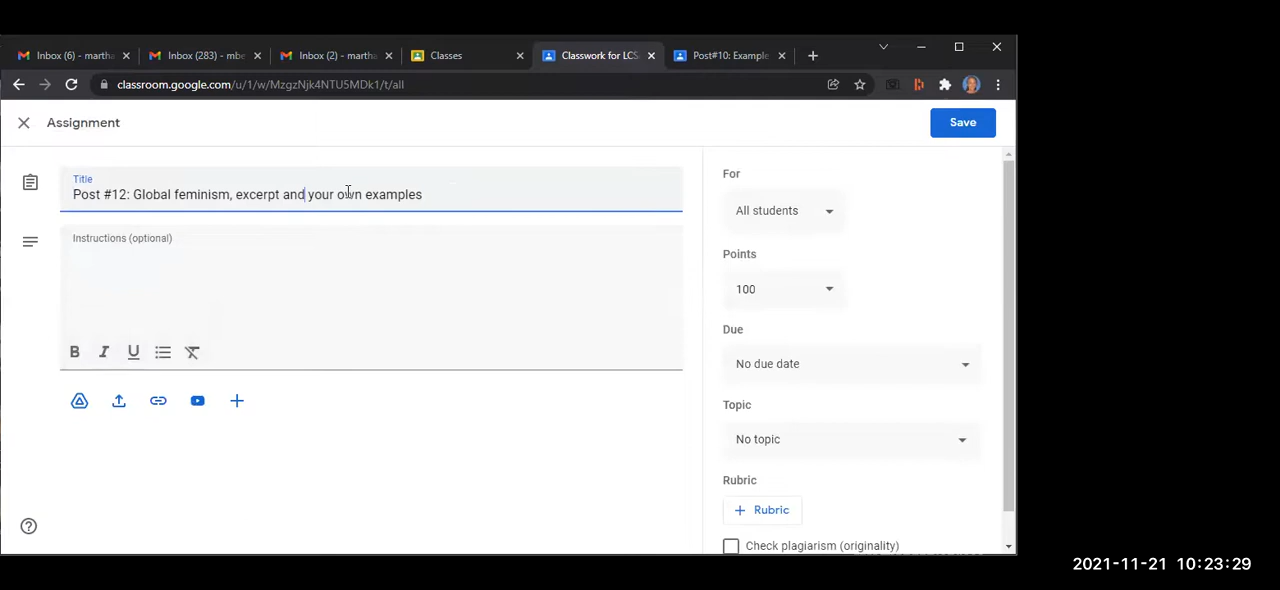 Inbox (6) - martha
Inbox (283) - mbe
Inbox (2) - martha
Classes
Classwork for LCS
Post#10: Example
classroom.google.com/u/1/w/MzgzNjk4NTU5MDk1/t/all
Assignment
Save
Title
Post #12: Global feminism, excerpt and your own examples
Instructions (optional)
B I U
For
All students
Points
100
Due
No due date
Topic
No topic
Rubric
+ Rubric
Check plagiarism (originality)
2021-11-21 10:23:29